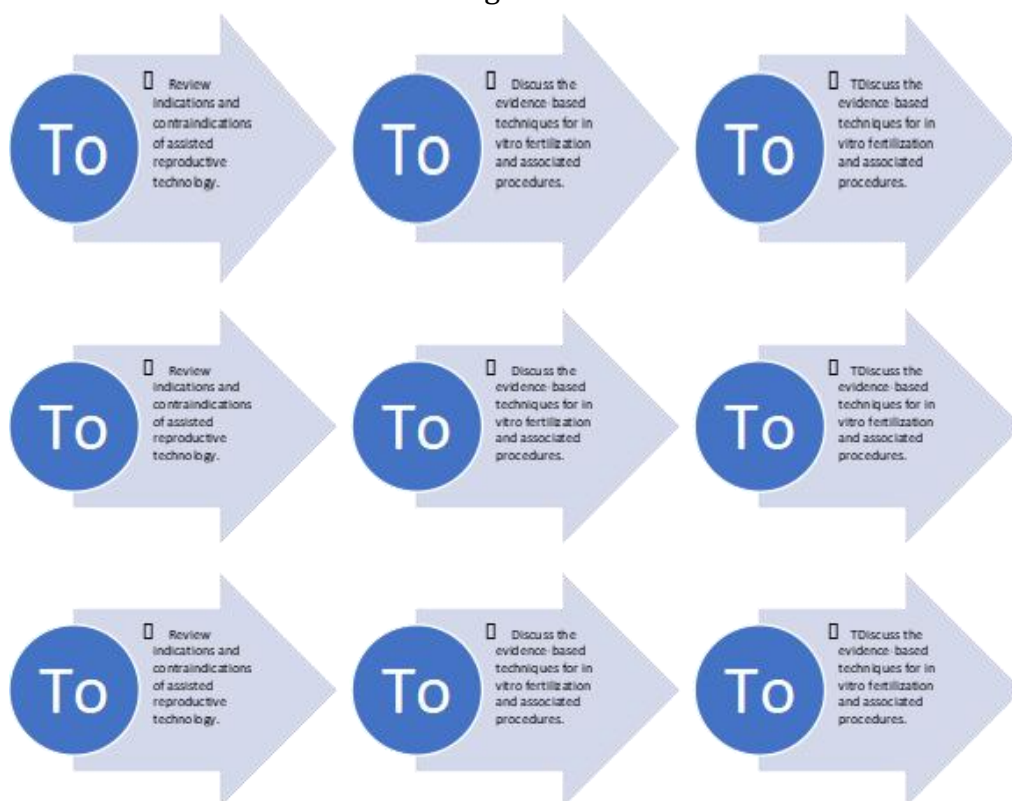 To
▯ Review
indications and
contraindications
of assisted
reproductive
technology.
To
▯ Discuss the
evidence-based
techniques for in
vitro fertilization
and associated
procedures.
To
▯ TDiscuss the
evidence-based
techniques for in
vitro fertilization
and associated
procedures.
To
▯ Review
indications and
contraindications
of assisted
reproductive
technology.
To
▯ Discuss the
evidence-based
techniques for in
vitro fertilization
and associated
procedures.
To
▯ TDiscuss the
evidence-based
techniques for in
vitro fertilization
and associated
procedures.
To
▯ Review
indications and
contraindications
of assisted
reproductive
technology.
To
▯ Discuss the
evidence-based
techniques for in
vitro fertilization
and associated
procedures.
To
▯ TDiscuss the
evidence-based
techniques for in
vitro fertilization
and associated
procedures.